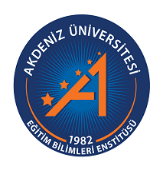 AKDENİZ ÜNİVERSİTESİ
1982
EĞİTİM BİLİMLERİ ENSTİTÜSÜ